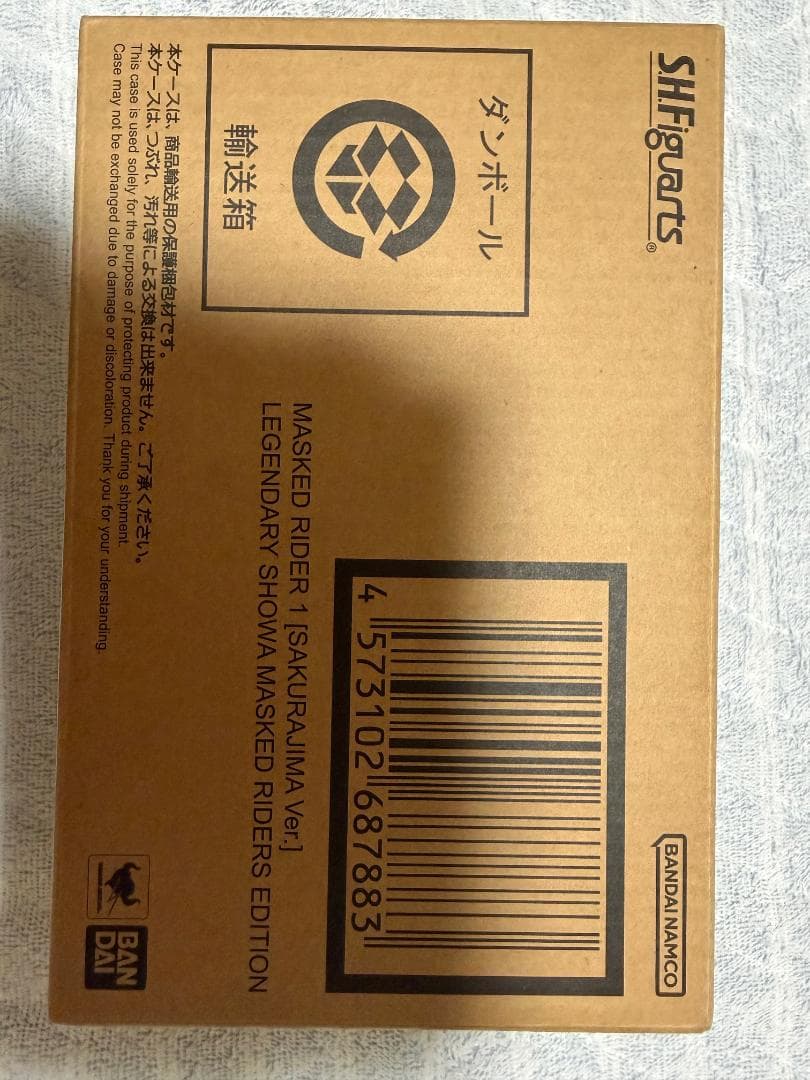 S.H.Figuarts®
BANDAI NAMCO
ダンボール
輸送箱
4 573102 687883
MASKED RIDER 1 [SAKURAJIMA Ver.]
LEGENDARY SHOWA MASKED RIDERS EDITION
本ケースは、商品輸送用の保護梱包材です。
本ケースは、つぶれ、汚れ等による交換は出来ません。ご了承ください。
This case is used solely for the purpose of protecting product during shipment.
Case may not be exchanged due to damage or discoloration. Thank you for your understanding.
BAN
DAI